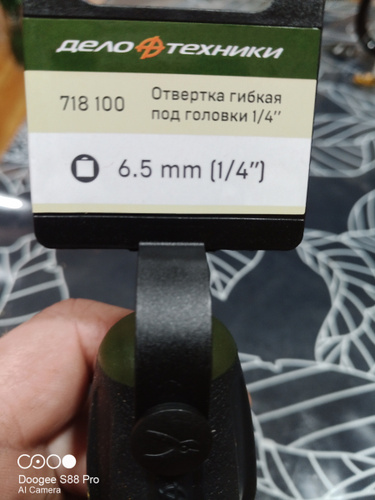 ДЕЛО ТЕХНИКИ
718 100
Отвертка гибкая
под головки 1/4"
6.5 mm (1/4")
Doogee S88 Pro
AI Camera